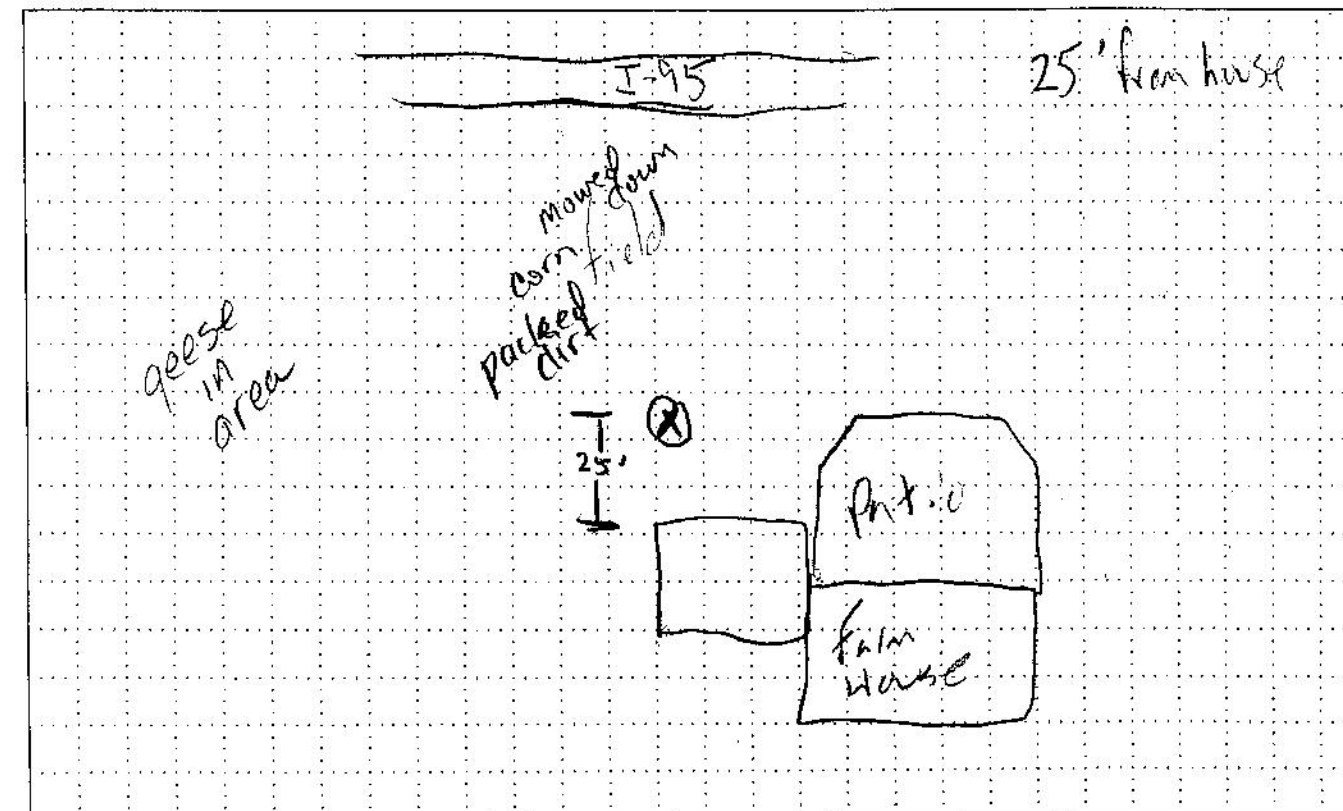 I-95
25' from house
mowed down
corn field
packed
dirt
geese
in
area
X
25'
Patio
Farm
House